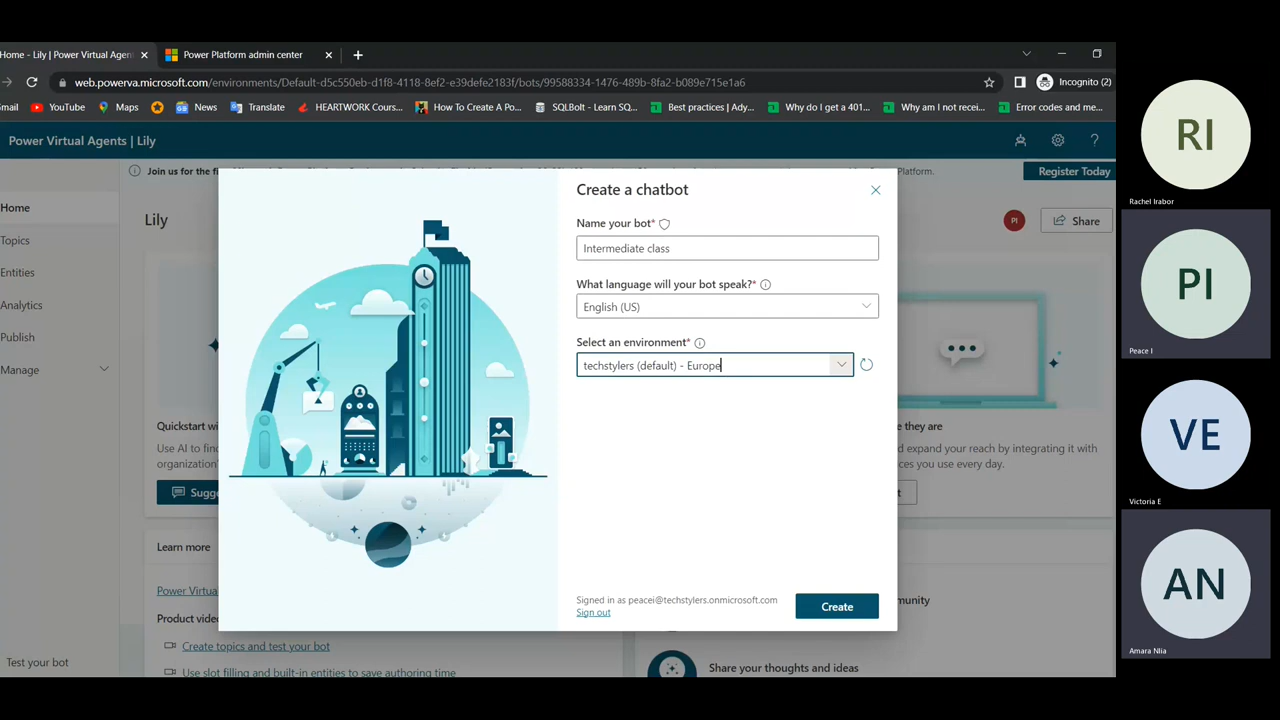 Home - Lily | Power Virtual Agen
Power Platform admin center
web.powerva.microsoft.com/environments/Default-d5c550eb-d1f8-4118-8ef2-e39defe2183f/bots/99588334-1476-489b-8fa2-b089e715e1a6
Incognito (2)
mail
YouTube
Maps
News
Translate
HEARTWORK Cours...
How To Create A Po...
SQLBolt - Learn SQ...
Best practices | Ady...
Why do I get a 401...
Why am I not recei...
Error codes and me...
Power Virtual Agents | Lily
Join us for the fi
Platform.
Register Today
Home
Topics
Entities
Analytics
Publish
Manage
Test your bot
Lily
PI
Share
Create a chatbot
Name your bot*
Intermediate class
What language will your bot speak?*
English (US)
Select an environment*
techstylers (default) - Europe
Signed in as peacei@techstylers.onmicrosoft.com
Sign out
Create
Quickstart wi
Use AI to fin
organization'
Sugg
e they are
expand your reach by integrating it with
ces you use every day.
t
Learn more
Power Virtua
Product vide
Create topics and test your bot
Use slot filling and built-in entities to save authoring time
munity
Share your thoughts and ideas
RI
Rachel Irabor
PI
Peace I
VE
Victoria E
AN
Amara Nlia